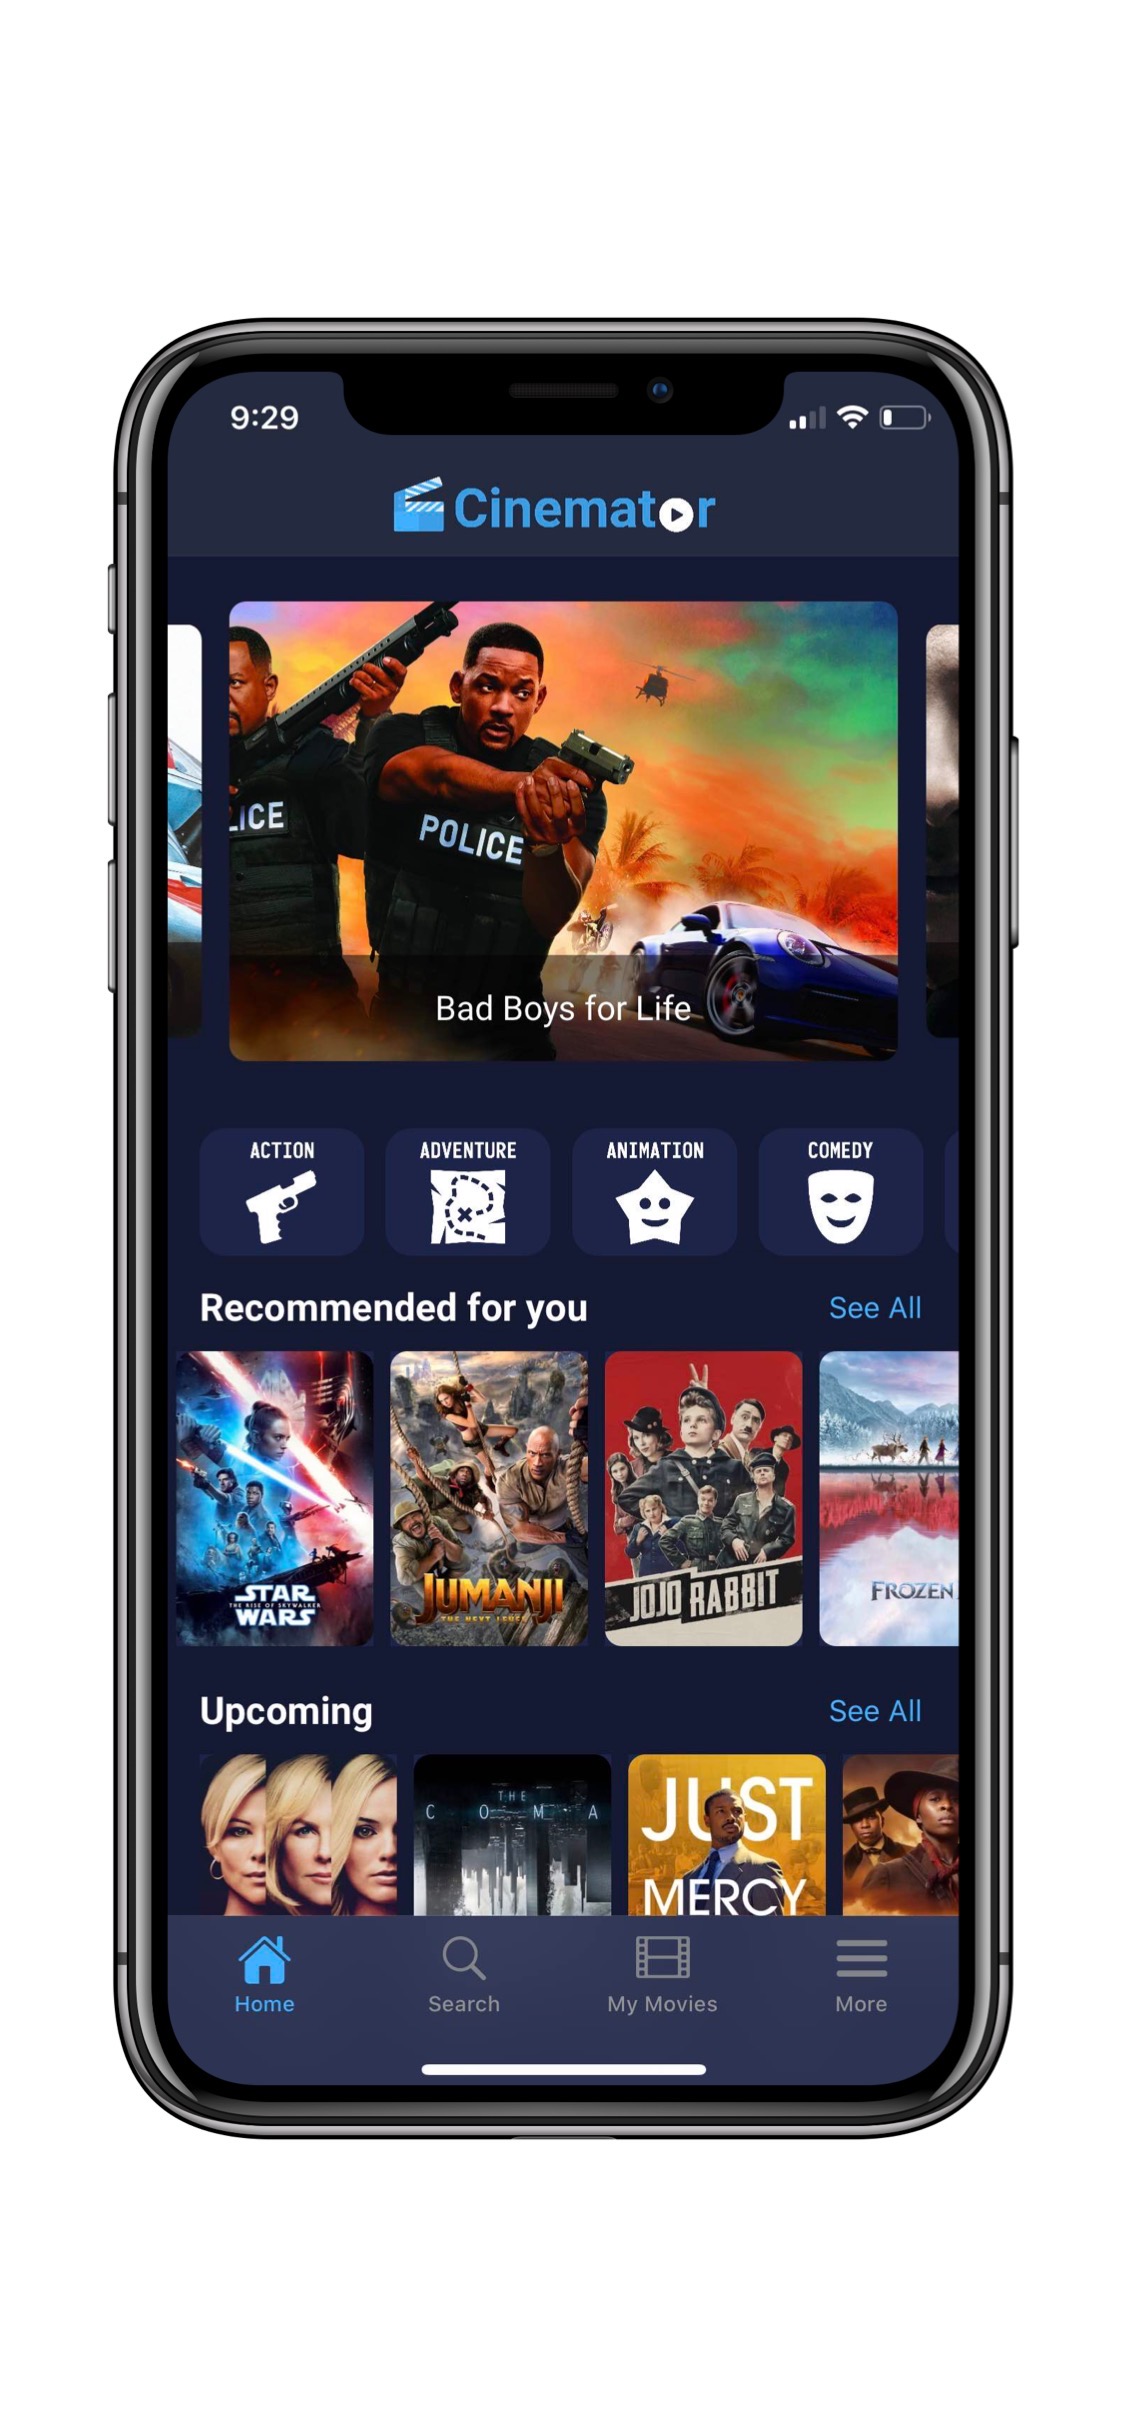 9:29
Cinemator
LICE
POLICE
Bad Boys for Life
ACTION
ADVENTURE
ANIMATION
COMEDY
Recommended for you
See All
STAR
THE RISE OF SKYWALKER
WARS
JUMANJI
THE NEXT LEVEL
JOJO RABBIT
FROZEN
Upcoming
See All
THE
COMA
JUST
MERCY
Home
Search
My Movies
More